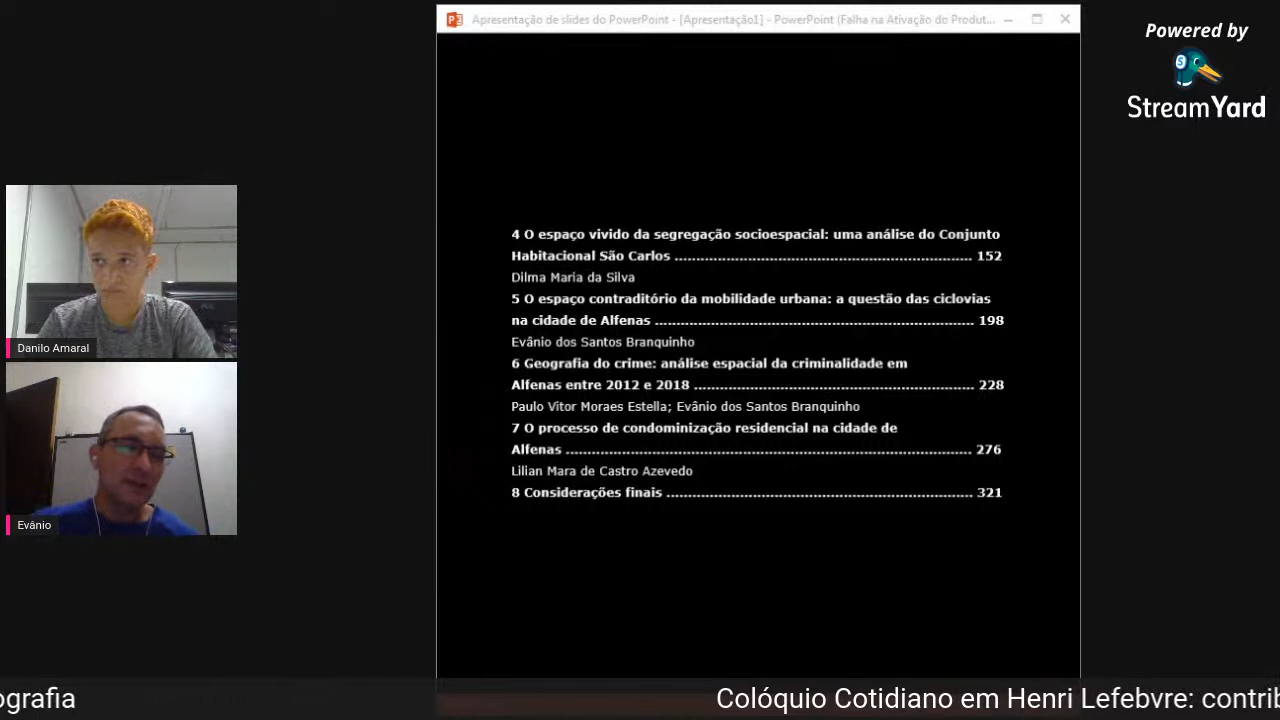 Apresentação de slides do PowerPoint - [Apresentação1] - PowerPoint (Falha na Ativação do Produt...
Powered by
StreamYard
4 O espaço vivido da segregação socioespacial: uma análise do Conjunto
Habitacional São Carlos ........................................................................ 152
Dilma Maria da Silva
5 O espaço contraditório da mobilidade urbana: a questão das ciclovias
na cidade de Alfenas ............................................................................ 198
Evânio dos Santos Branquinho
6 Geografia do crime: análise espacial da criminalidade em
Alfenas entre 2012 e 2018 ................................................................... 228
Paulo Vitor Moraes Estella; Evânio dos Santos Branquinho
7 O processo de condominização residencial na cidade de
Alfenas ................................................................................................ 276
Lilian Mara de Castro Azevedo
8 Considerações finais .......................................................................... 321
Danilo Amaral
Evânio
ografia
Colóquio Cotidiano em Henri Lefebvre: contrib